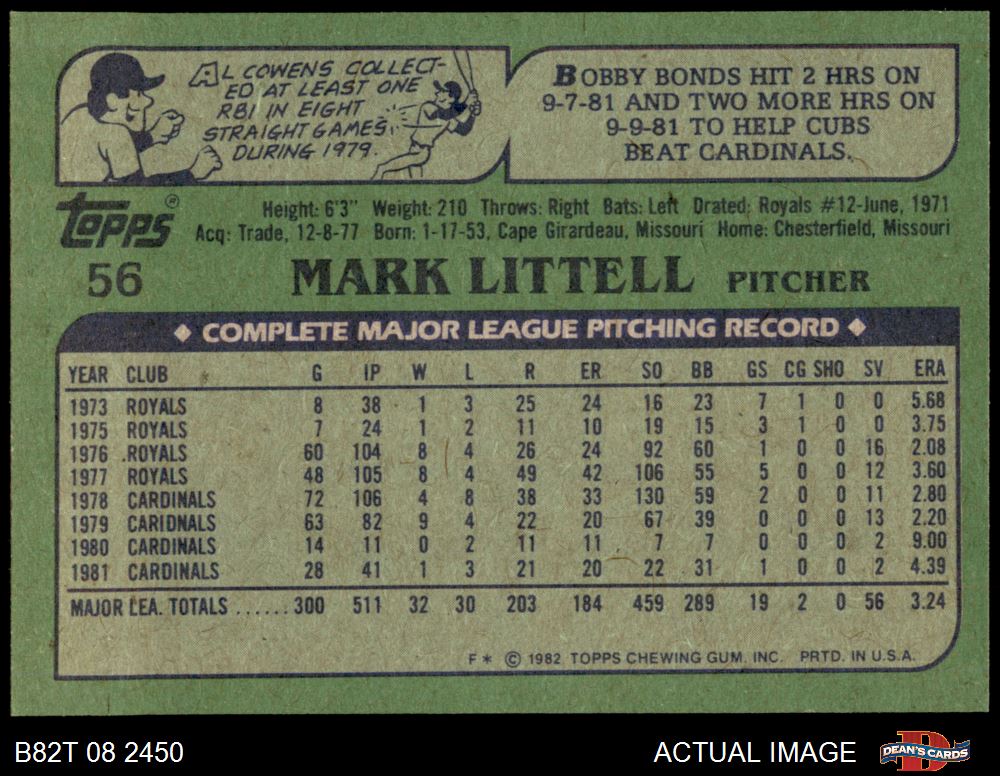 AL COWENS COLLECT-
ED AT LEAST ONE
RBI IN EIGHT
STRAIGHT GAMES
DURING 1979.
BOBBY BONDS HIT 2 HRS ON
9-7-81 AND TWO MORE HRS ON
9-9-81 TO HELP CUBS
BEAT CARDINALS.
TOPPS®
Height: 6'3" Weight: 210 Throws: Right Bats: Left Drated: Royals #12-June, 1971
Acq: Trade, 12-8-77 Born: 1-17-53, Cape Girardeau, Missouri Home: Chesterfield, Missouri
56 MARK LITTELL PITCHER
◆ COMPLETE MAJOR LEAGUE PITCHING RECORD ◆
YEAR CLUB G IP W L R ER SO BB GS CG SHO SV ERA
1973 ROYALS 8 38 1 3 25 24 16 23 7 1 0 0 5.68
1975 ROYALS 7 24 1 2 11 10 19 15 3 1 0 0 3.75
1976 ROYALS 60 104 8 4 26 24 92 60 1 0 0 16 2.08
1977 ROYALS 48 105 8 4 49 42 106 55 5 0 0 12 3.60
1978 CARDINALS 72 106 4 8 38 33 130 59 2 0 0 11 2.80
1979 CARIDNALS 63 82 9 4 22 20 67 39 0 0 0 13 2.20
1980 CARDINALS 14 11 0 2 11 11 7 7 0 0 0 2 9.00
1981 CARDINALS 28 41 1 3 21 20 22 31 1 0 0 2 4.39
MAJOR LEA. TOTALS ......300 511 32 30 203 184 459 289 19 2 0 56 3.24
F* © 1982 TOPPS CHEWING GUM, INC. PRTD. IN U.S.A.
B82T 08 2450 ACTUAL IMAGE DEAN'S CARDS